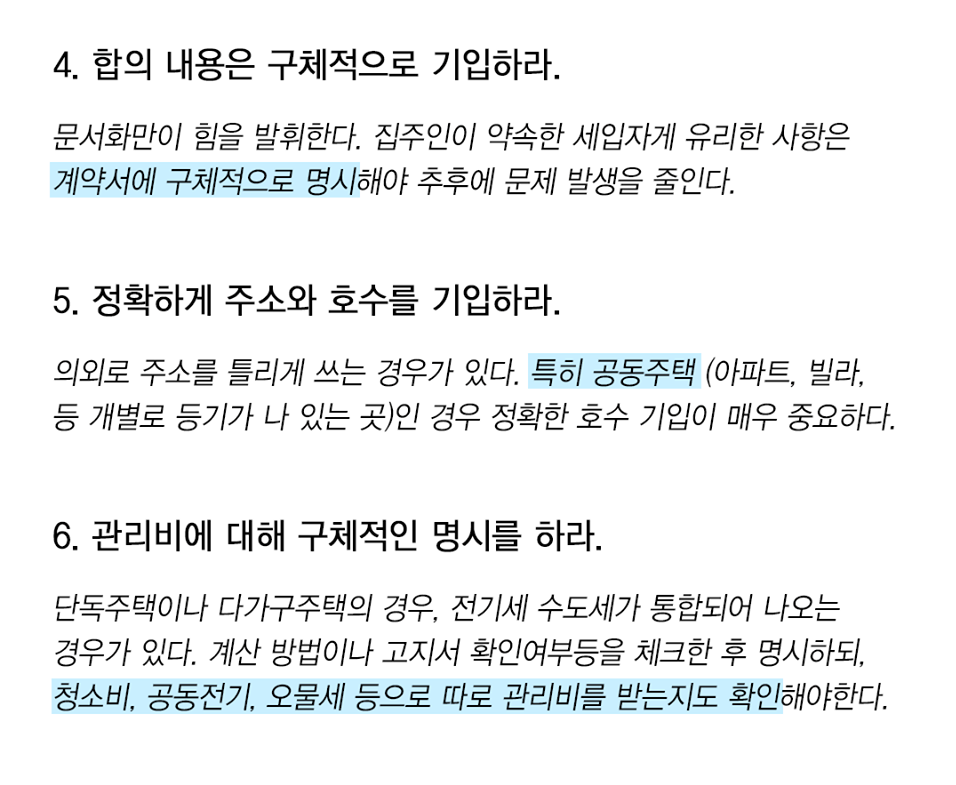 4. 합의 내용은 구체적으로 기입하라.
문서화만이 힘을 발휘한다. 집주인이 약속한 세입자게 유리한 사항은
계약서에 구체적으로 명시해야 추후에 문제 발생을 줄인다.
5. 정확하게 주소와 호수를 기입하라.
의외로 주소를 틀리게 쓰는 경우가 있다. 특히 공동주택 (아파트, 빌라,
등 개별로 등기가 나 있는 곳)인 경우 정확한 호수 기입이 매우 중요하다.
6. 관리비에 대해 구체적인 명시를 하라.
단독주택이나 다가구주택의 경우, 전기세 수도세가 통합되어 나오는
경우가 있다. 계산 방법이나 고지서 확인여부등을 체크한 후 명시하되,
청소비, 공동전기, 오물세 등으로 따로 관리비를 받는지도 확인해야한다.